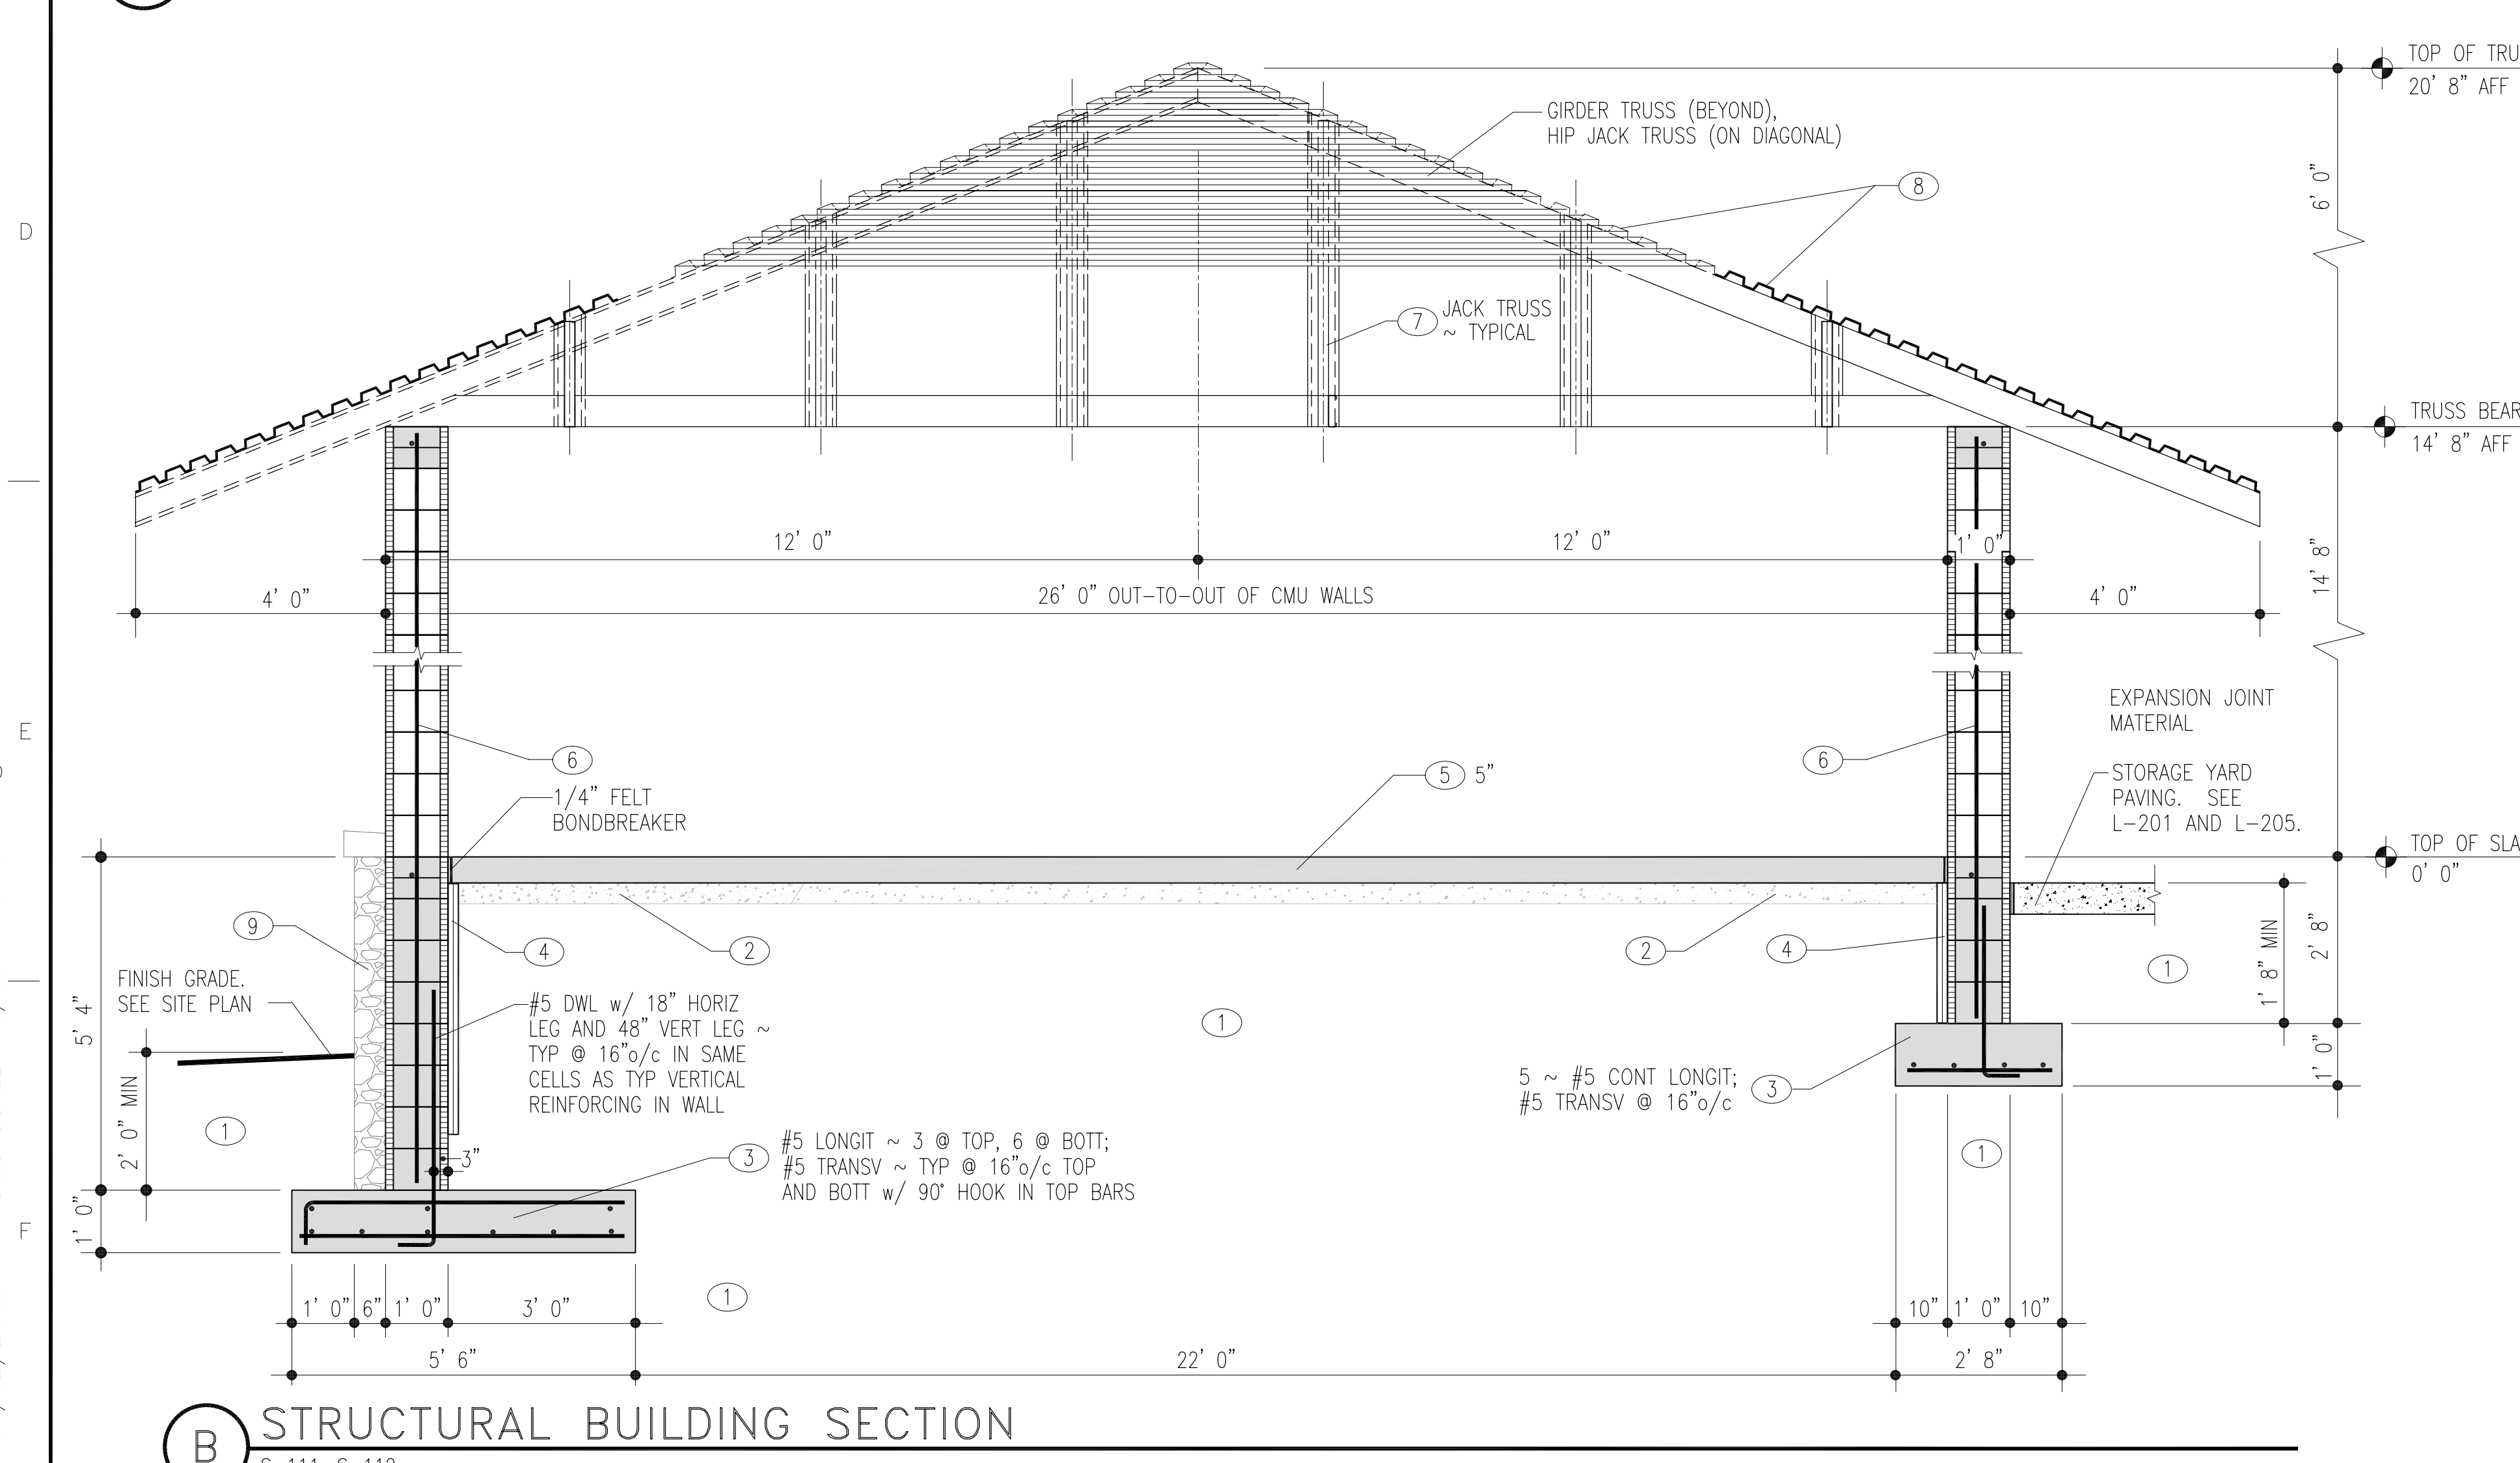 TOP OF TRU
20' 8" AFF
GIRDER TRUSS (BEYOND),
HIP JACK TRUSS (ON DIAGONAL)
6' 0"
8
D
7
JACK TRUSS
~ TYPICAL
TRUSS BEAR
14' 8" AFF
12' 0"
12' 0"
1' 0"
14' 8"
4' 0"
26' 0" OUT-TO-OUT OF CMU WALLS
4' 0"
EXPANSION JOINT
MATERIAL
E
6
6
5
5"
STORAGE YARD
PAVING. SEE
L-201 AND L-205.
1/4" FELT
BONDBREAKER
TOP OF SLA
0' 0"
9
4
2
2
4
1
1' 8" MIN
2' 8"
FINISH GRADE.
SEE SITE PLAN
5' 4"
#5 DWL w/ 18" HORIZ
LEG AND 48" VERT LEG ~
TYP @ 16"o/c IN SAME
CELLS AS TYP VERTICAL
REINFORCING IN WALL
1
1' 0"
5 ~ #5 CONT LONGIT;
#5 TRANSV @ 16"o/c
3
2' 0" MIN
1
3"
3
#5 LONGIT ~ 3 @ TOP, 6 @ BOTT;
#5 TRANSV ~ TYP @ 16"o/c TOP
AND BOTT w/ 90° HOOK IN TOP BARS
1
F
1' 0"
1
1' 0"
6"
1' 0"
3' 0"
10"
1' 0"
10"
5' 6"
22' 0"
2' 8"
B
STRUCTURAL BUILDING SECTION